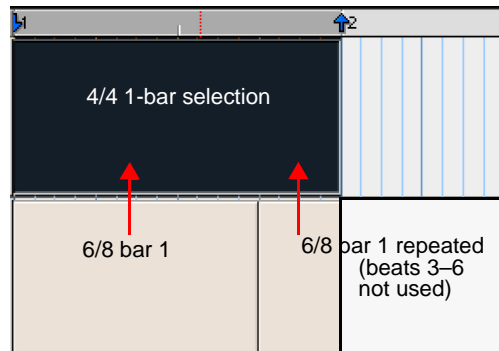 1 2
4/4 1-bar selection
6/8 bar 1
6/8 bar 1 repeated
(beats 3–6
not used)